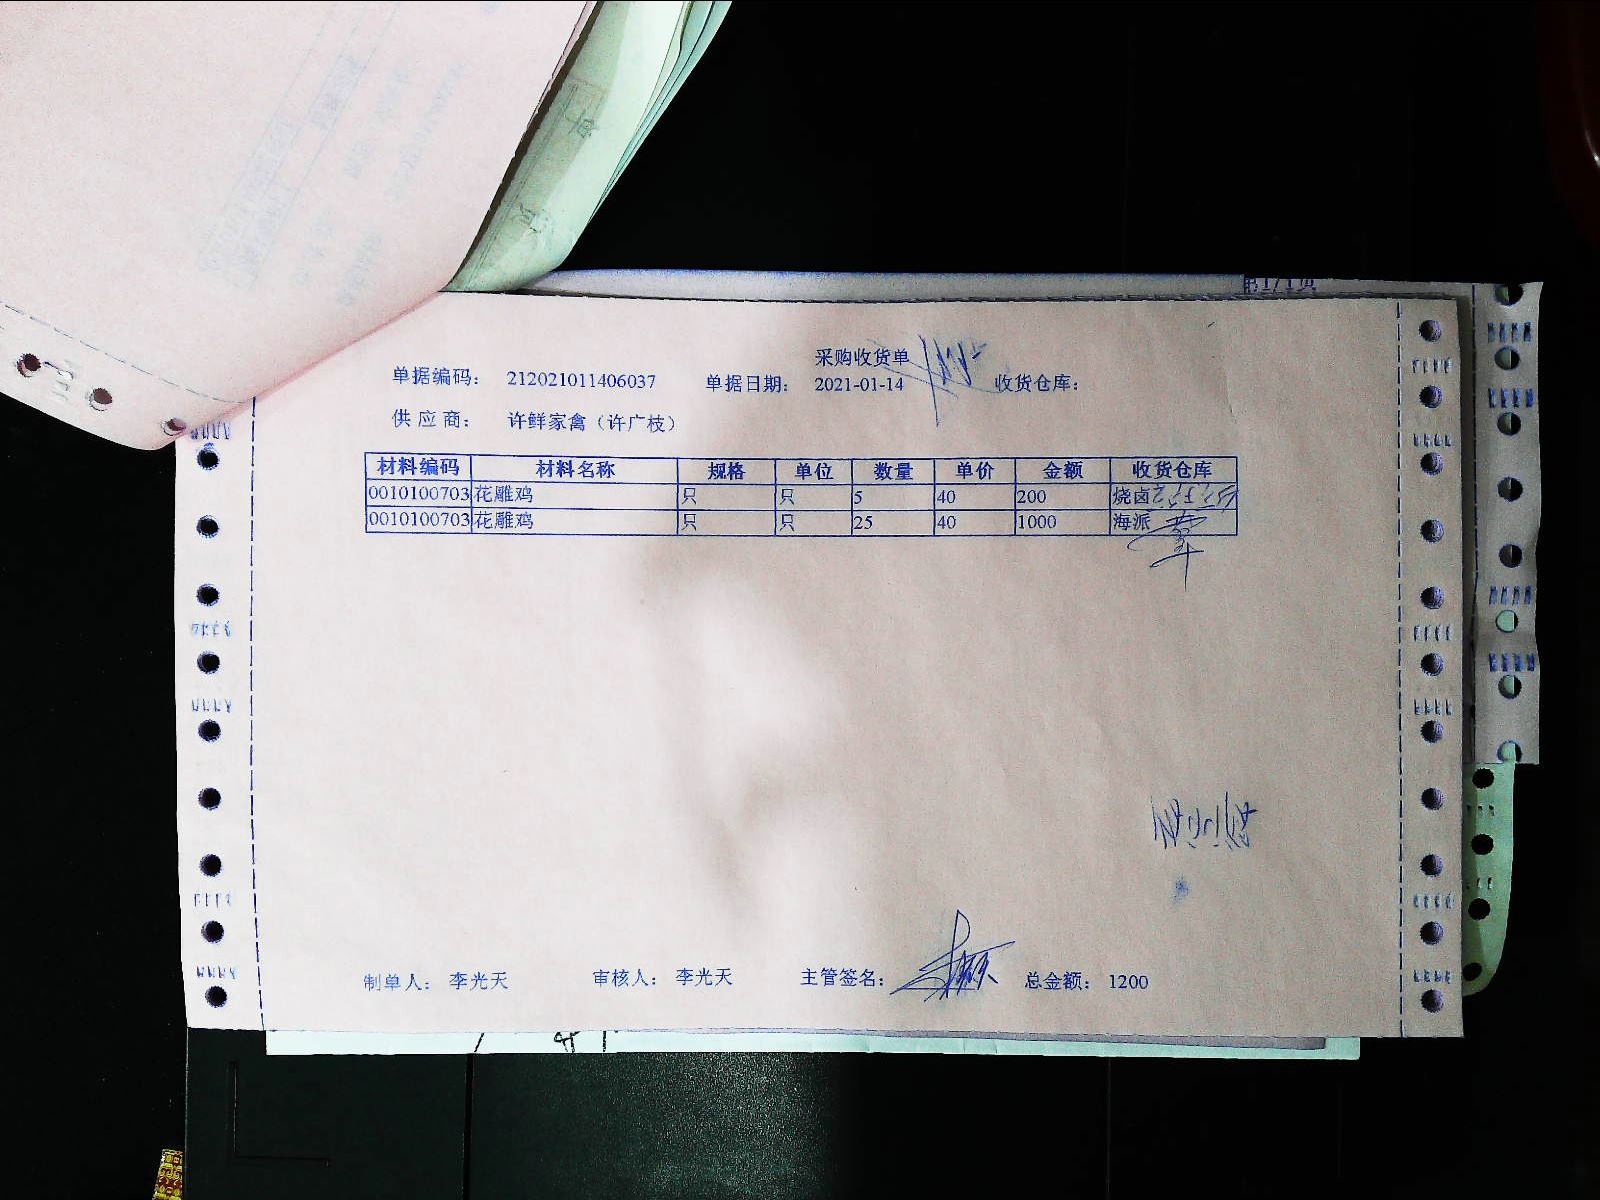 采购收货单
单据编码： 212021011406037 单据日期： 2021-01-14 收货仓库：
供 应 商： 许鲜家禽（许广枝）
材料编码 材料名称 规格 单位 数量 单价 金额 收货仓库
0010100703 花雕鸡 只 只 5 40 200 烧卤
0010100703 花雕鸡 只 只 25 40 1000 海派
制单人： 李光天 审核人： 李光天 主管签名： 总金额： 1200